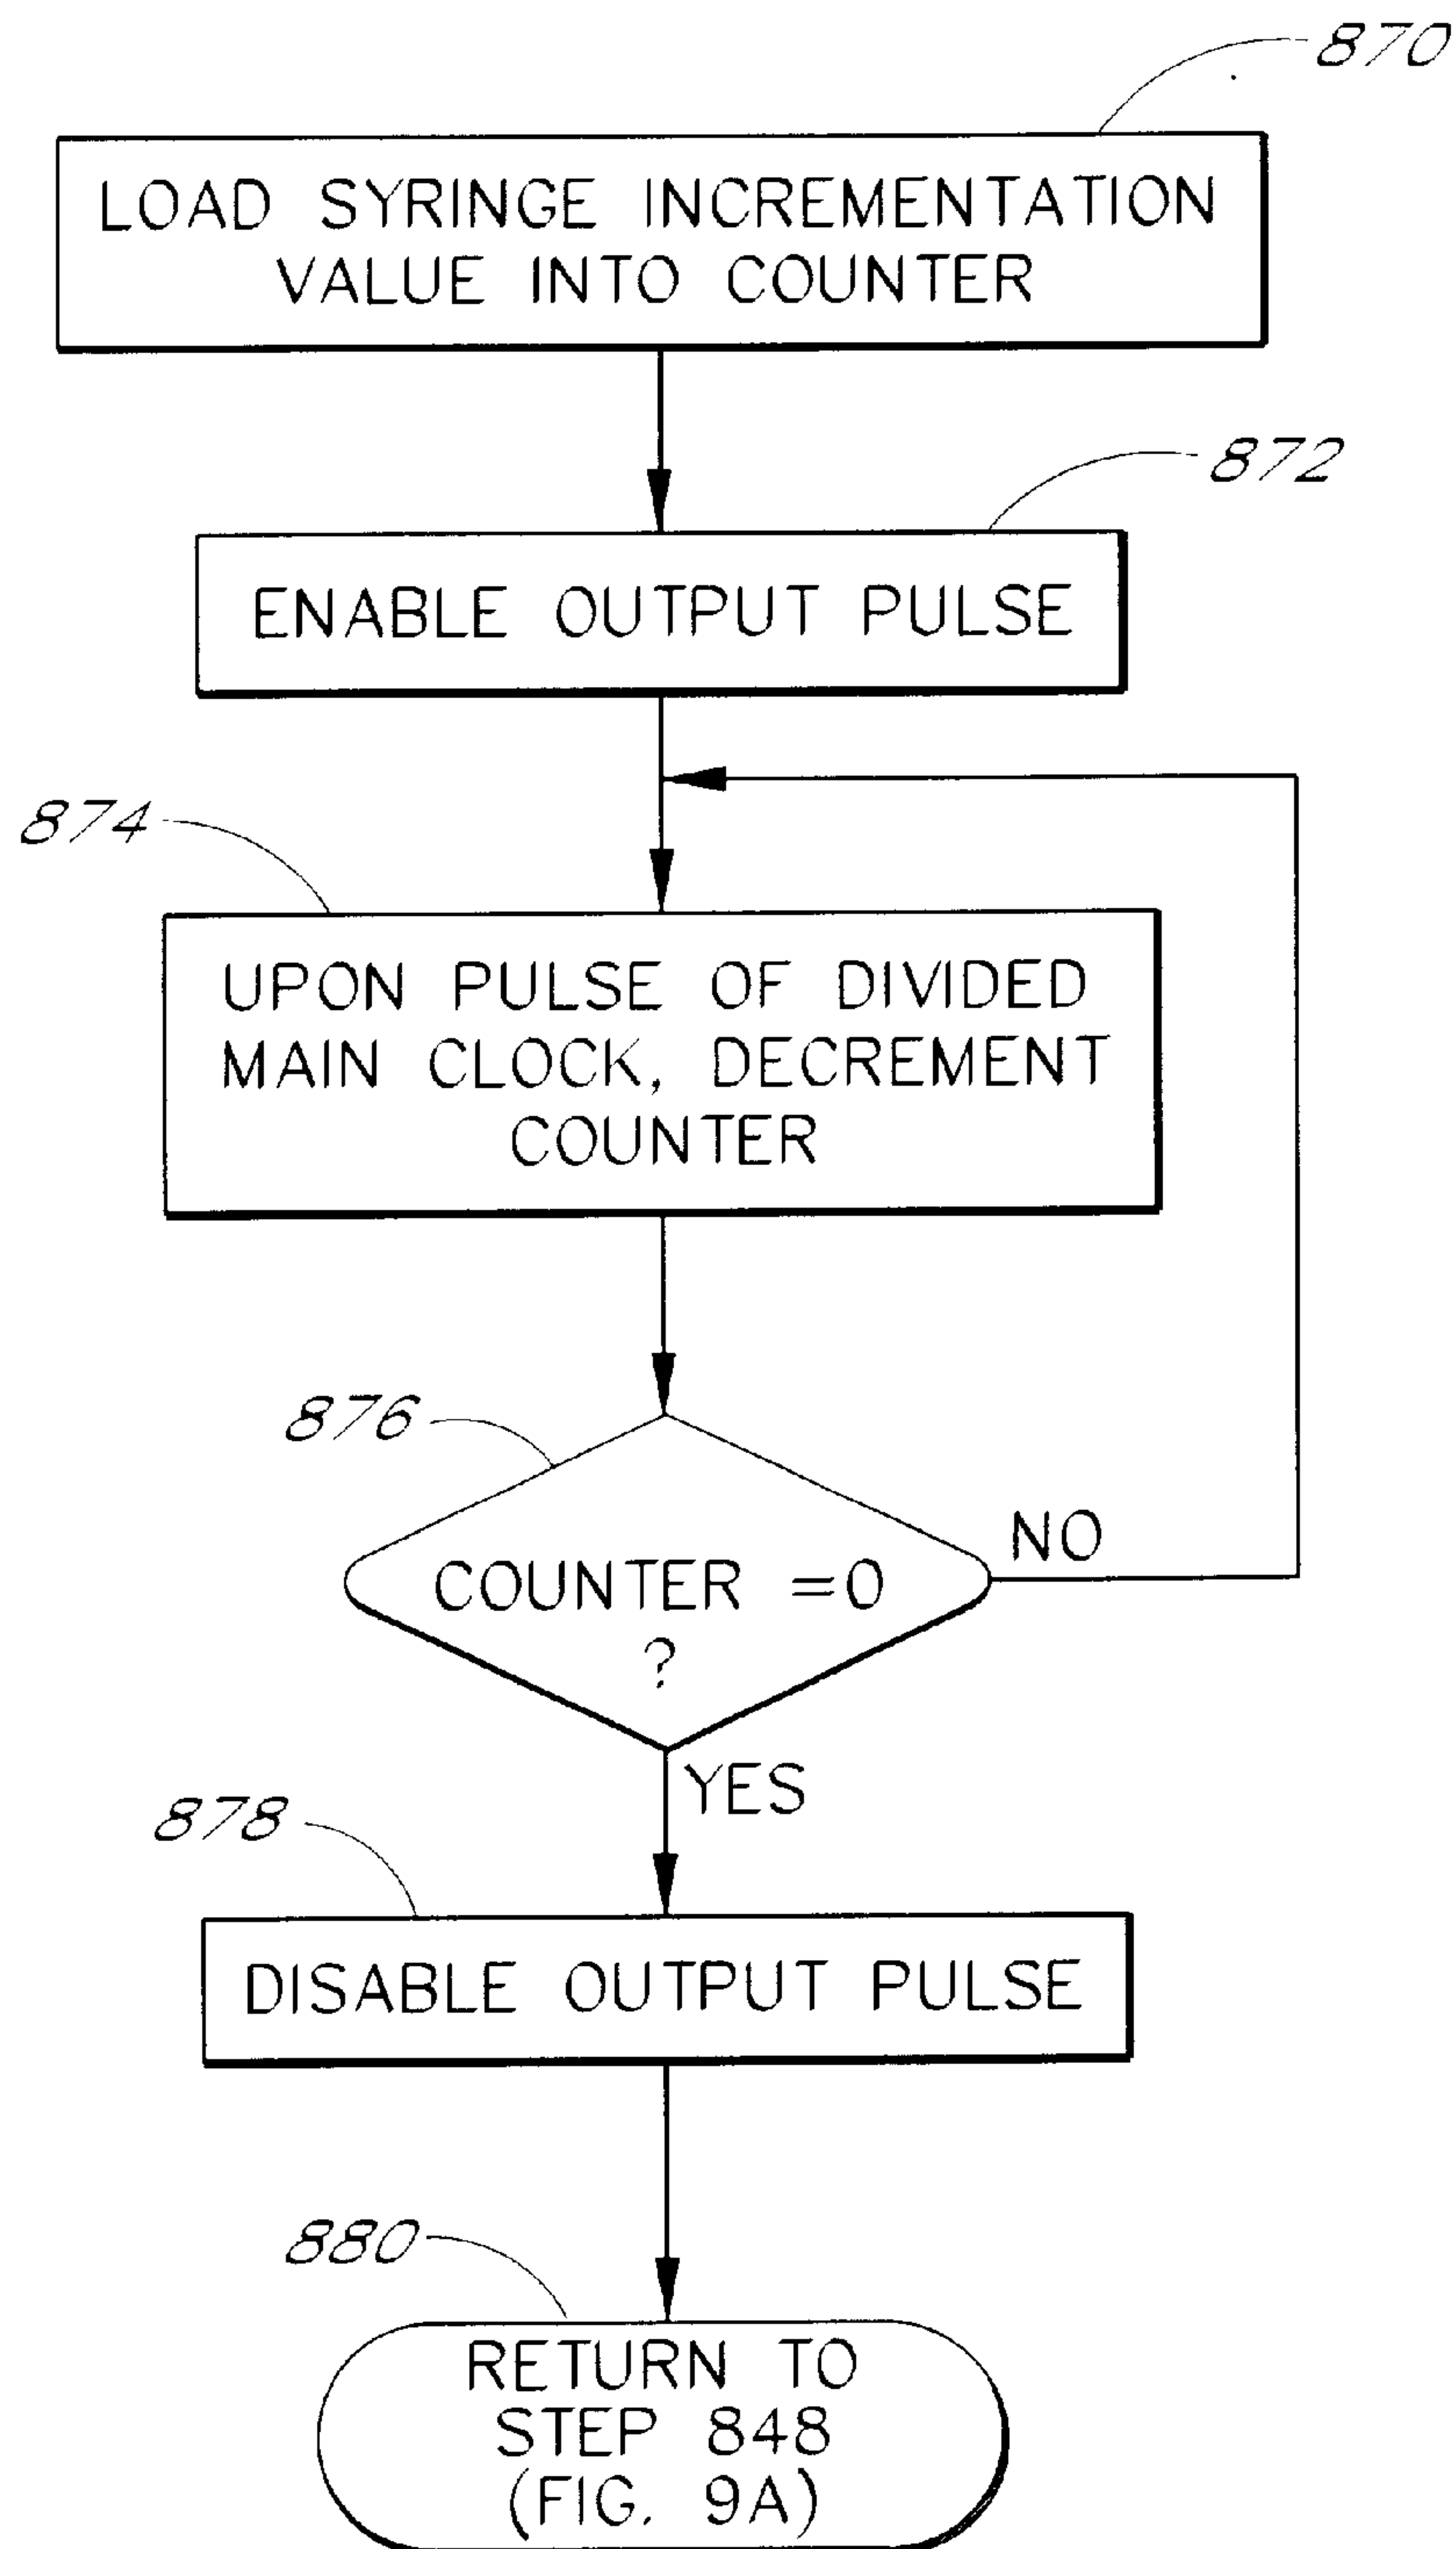 870
LOAD SYRINGE INCREMENTATION
VALUE INTO COUNTER
872
ENABLE OUTPUT PULSE
874
UPON PULSE OF DIVIDED
MAIN CLOCK, DECREMENT
COUNTER
876
COUNTER =0
?
NO
YES
878
DISABLE OUTPUT PULSE
880
RETURN TO
STEP 848
(FIG. 9A)